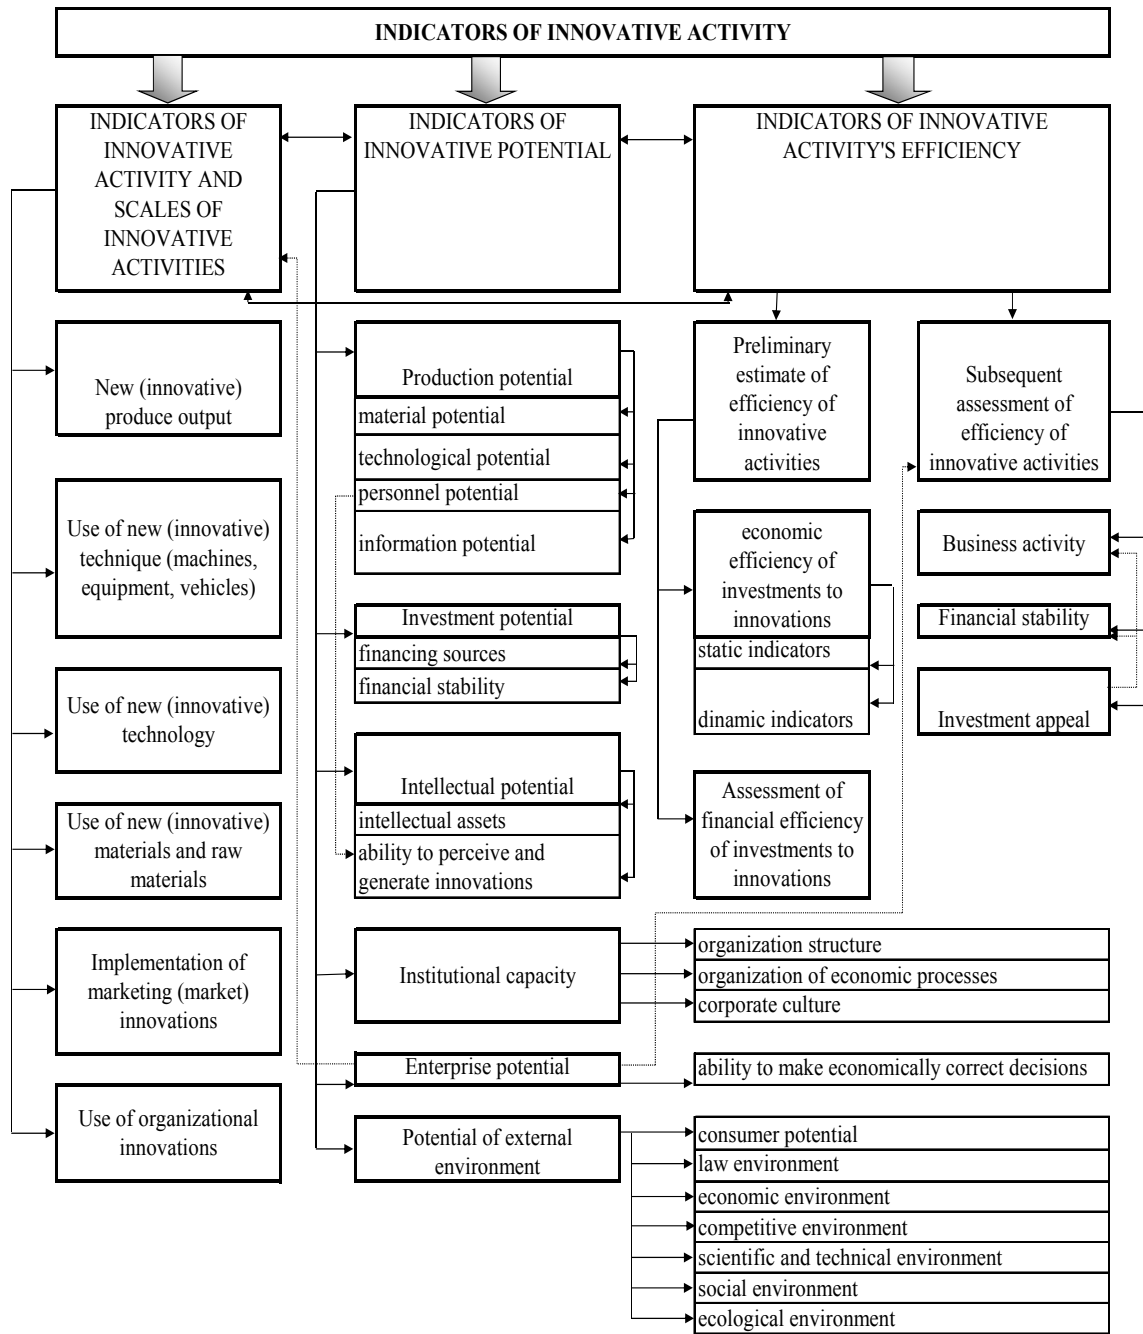 INDICATORS OF INNOVATIVE ACTIVITY
INDICATORS OF
INNOVATIVE
ACTIVITY AND
SCALES OF
INNOVATIVE
ACTIVITIES
INDICATORS OF
INNOVATIVE POTENTIAL
INDICATORS OF INNOVATIVE
ACTIVITY'S EFFICIENCY
New (innovative)
produce output
Use of new (innovative)
technique (machines,
equipment, vehicles)
Use of new (innovative)
technology
Use of new (innovative)
materials and raw
materials
Implementation of
marketing (market)
innovations
Use of organizational
innovations
Production potential
material potential
technological potential
personnel potential
information potential
Investment potential
financing sources
financial stability
Intellectual potential
intellectual assets
ability to perceive and
generate innovations
Institutional capacity
Enterprise potential
Potential of external
environment
Preliminary
estimate of
efficiency of
innovative
activities
economic
efficiency of
investments to
innovations
static indicators
dinamic indicators
Assessment of
financial efficiency
of investments to
innovations
Subsequent
assessment of
efficiency of
innovative activities
Business activity
Financial stability
Investment appeal
organization structure
organization of economic processes
corporate culture
ability to make economically correct decisions
consumer potential
law environment
economic environment
competitive environment
scientific and technical environment
social environment
ecological environment